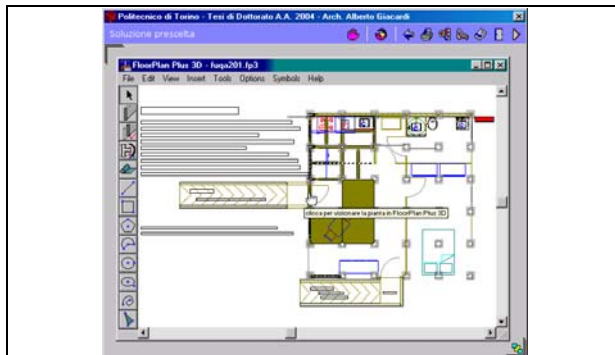 Politecnico di Torino - Tesi di Dottorato A.A. 2004 - Arch. Alberto Giacardi
Soluzione prescelta
FloorPlan Plus 3D - fuga201.fp3
File Edit View Insert Tools Options Symbols Help
clicca per visionare la pianta in FloorPlan Plus 3D